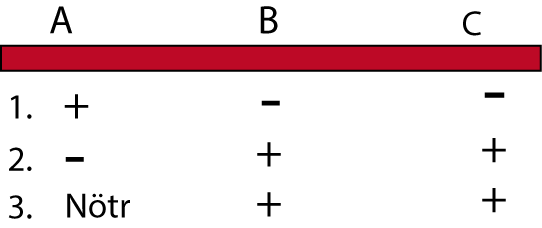 A B C
1. + - -
2. - + +
3. Nötr + +